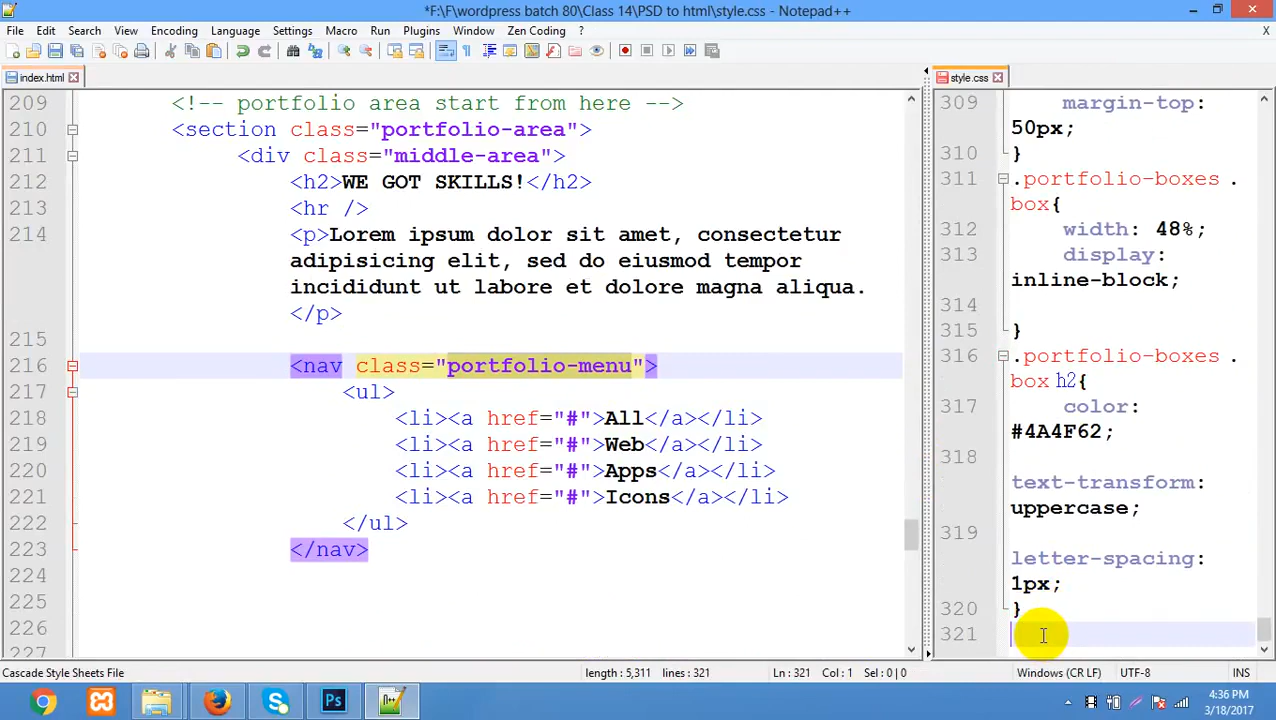 *F:\F\wordpress batch 80\Class 14\PSD to html\style.css - Notepad++
File Edit Search View Encoding Language Settings Macro Run Plugins Window Zen Coding ? X
index.html
209 <!-- portfolio area start from here -->
210 <section class="portfolio-area">
211 <div class="middle-area">
212 <h2>WE GOT SKILLS!</h2>
213 <hr />
214 <p>Lorem ipsum dolor sit amet, consectetur
adipisicing elit, sed do eiusmod tempor
incididunt ut labore et dolore magna aliqua.
</p>
215
216 <nav class="portfolio-menu">
217 <ul>
218 <li><a href="#">All</a></li>
219 <li><a href="#">Web</a></li>
220 <li><a href="#">Apps</a></li>
221 <li><a href="#">Icons</a></li>
222 </ul>
223 </nav>
224
225
226
227
style.css
309 margin-top:
50px;
310 }
311 .portfolio-boxes .
box{
312 width: 48%;
313 display:
inline-block;
314
315 }
316 .portfolio-boxes .
box h2{
317 color:
#4A4F62;
318
text-transform:
uppercase;
319
letter-spacing:
1px;
320 }
321
Cascade Style Sheets File length : 5,311 lines : 321 Ln : 321 Col : 1 Sel : 0 | 0 Windows (CR LF) UTF-8 INS
Ps
4:36 PM
3/18/2017